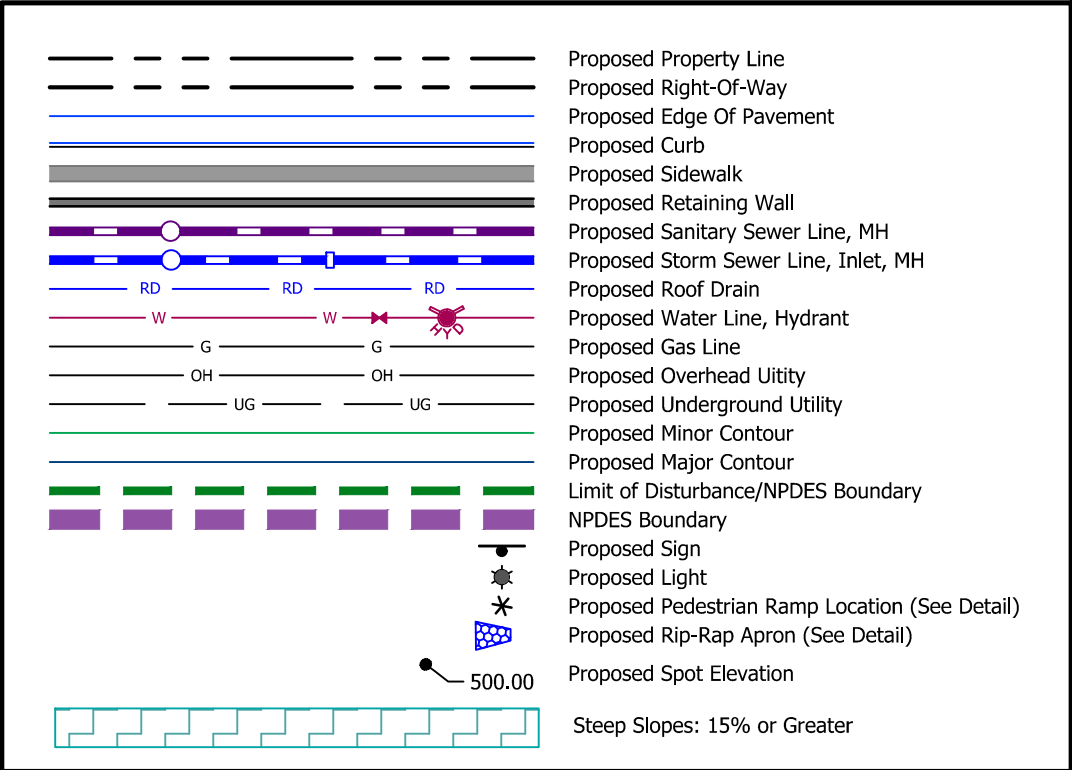 Proposed Property Line
Proposed Right-Of-Way
Proposed Edge Of Pavement
Proposed Curb
Proposed Sidewalk
Proposed Retaining Wall
Proposed Sanitary Sewer Line, MH
Proposed Storm Sewer Line, Inlet, MH
RD RD RD Proposed Roof Drain
W W HYD Proposed Water Line, Hydrant
G G Proposed Gas Line
OH OH Proposed Overhead Uitity
UG UG Proposed Underground Utility
Proposed Minor Contour
Proposed Major Contour
Limit of Disturbance/NPDES Boundary
NPDES Boundary
Proposed Sign
Proposed Light
Proposed Pedestrian Ramp Location (See Detail)
Proposed Rip-Rap Apron (See Detail)
500.00 Proposed Spot Elevation
Steep Slopes: 15% or Greater